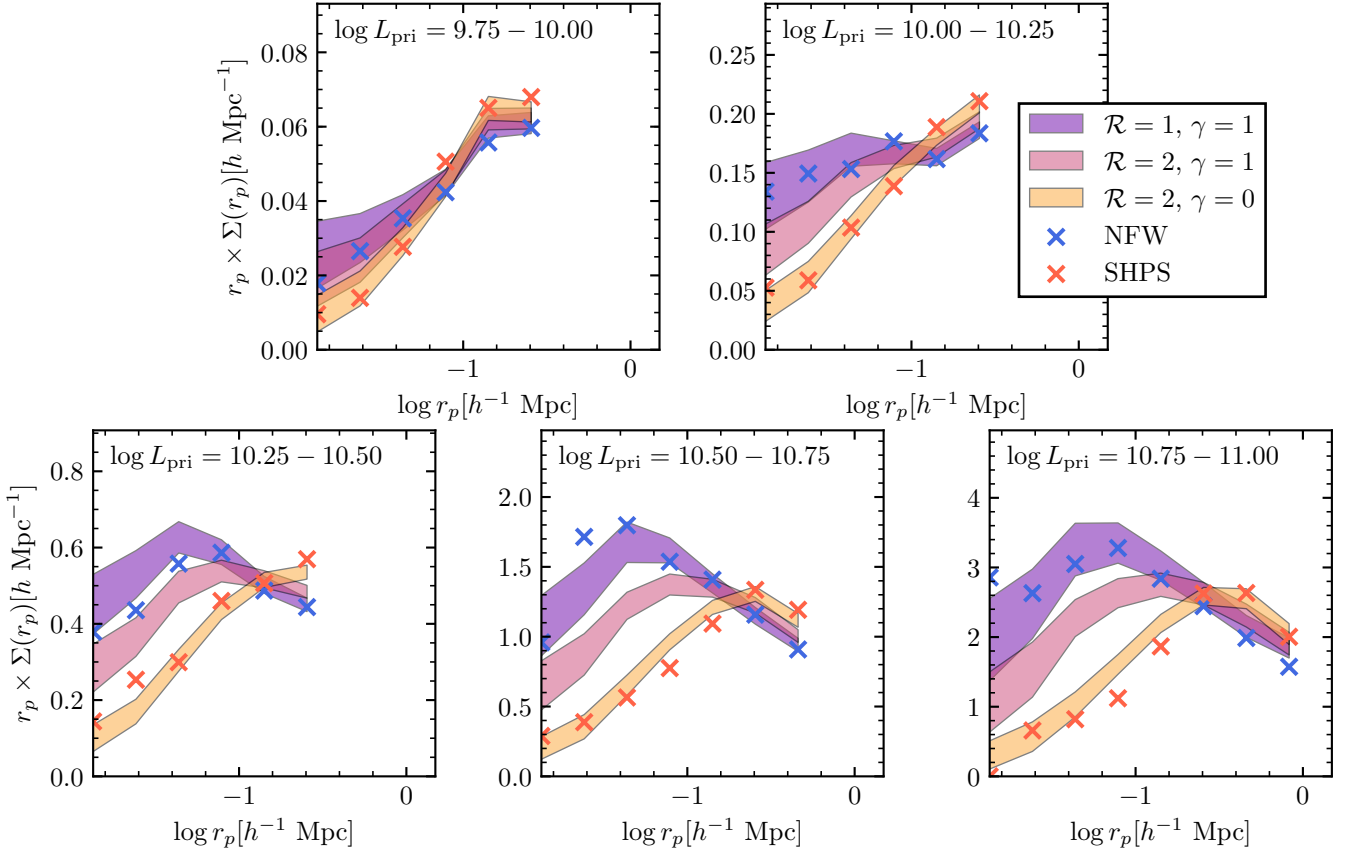 log L_pri = 9.75 − 10.00
0.08
0.06
0.04
0.02
0.00
−1
0
r_p × Σ(r_p)[h Mpc⁻¹]
log r_p[h⁻¹ Mpc]
log L_pri = 10.00 − 10.25
0.25
0.20
0.15
0.10
0.05
0.00
−1
0
log r_p[h⁻¹ Mpc]
ℛ = 1, γ = 1
ℛ = 2, γ = 1
ℛ = 2, γ = 0
NFW
SHPS
log L_pri = 10.25 − 10.50
0.8
0.6
0.4
0.2
0.0
−1
0
r_p × Σ(r_p)[h Mpc⁻¹]
log r_p[h⁻¹ Mpc]
log L_pri = 10.50 − 10.75
2.0
1.5
1.0
0.5
0.0
−1
0
log r_p[h⁻¹ Mpc]
log L_pri = 10.75 − 11.00
4
3
2
1
0
−1
0
log r_p[h⁻¹ Mpc]